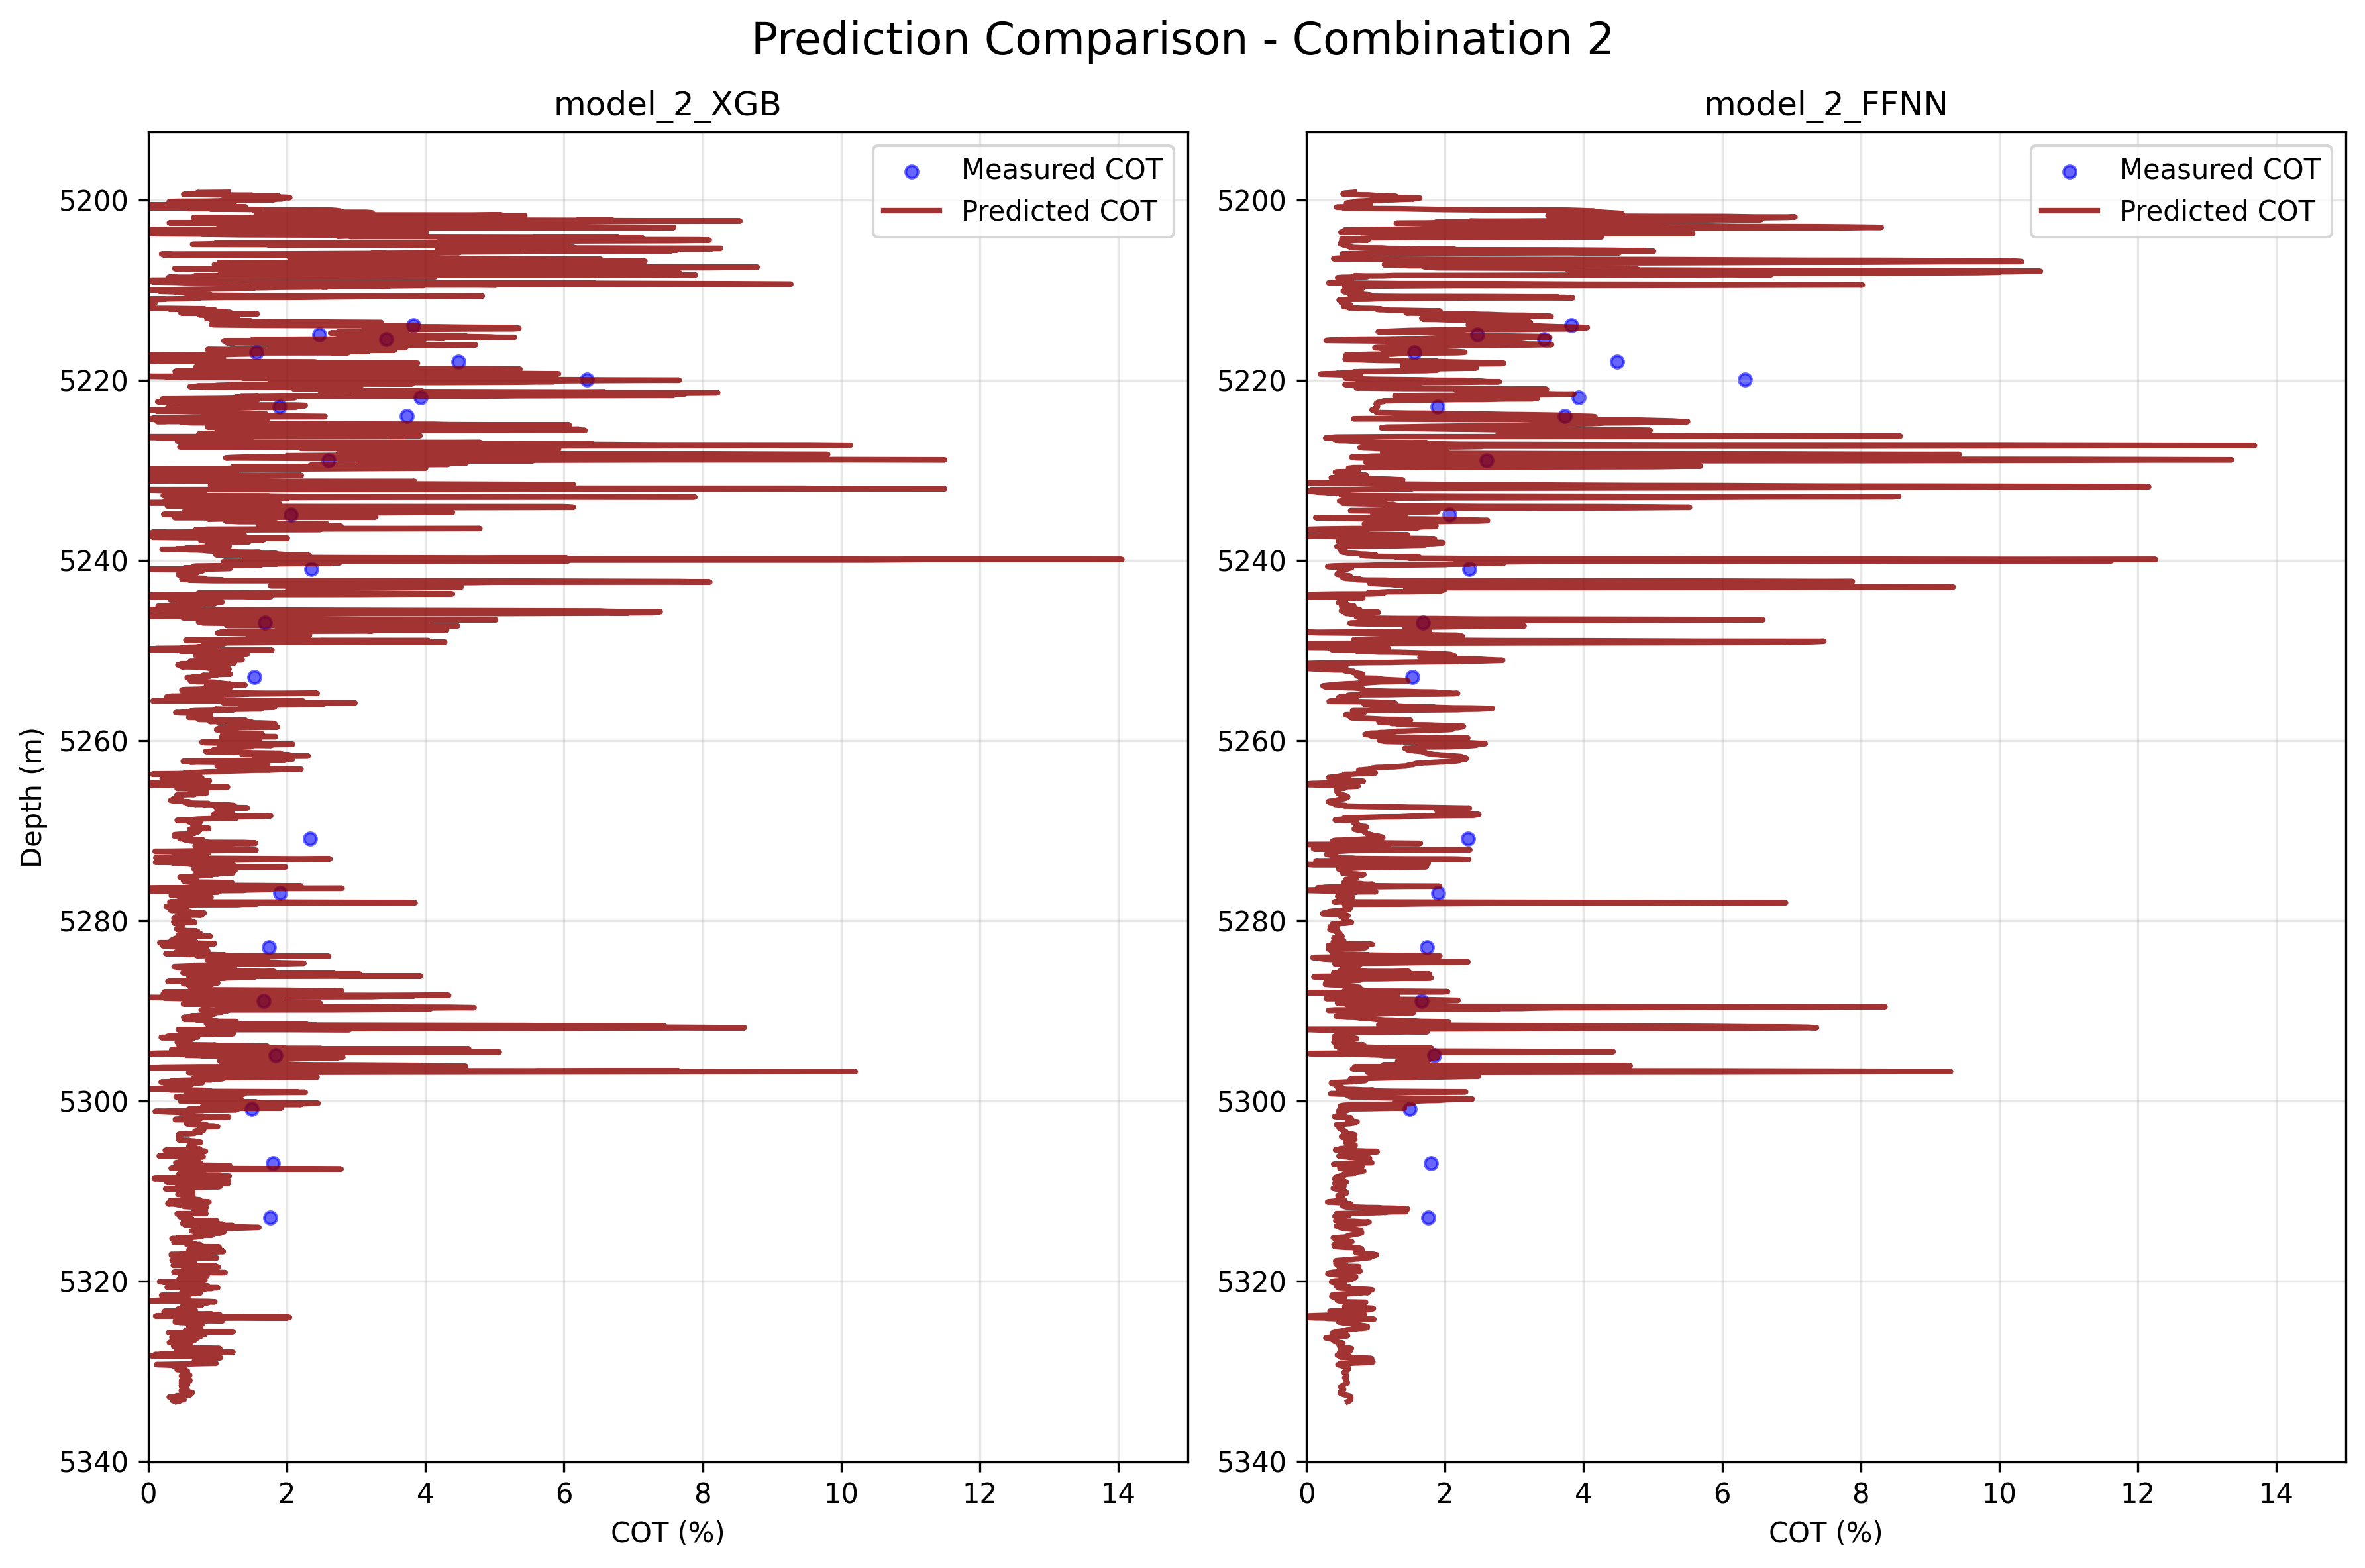 Prediction Comparison - Combination 2
model_2_XGB
Measured COT
Predicted COT
5200
5220
5240
5260
5280
5300
5320
5340
Depth (m)
0 2 4 6 8 10 12 14
COT (%)
model_2_FFNN
Measured COT
Predicted COT
5200
5220
5240
5260
5280
5300
5320
5340
0 2 4 6 8 10 12 14
COT (%)